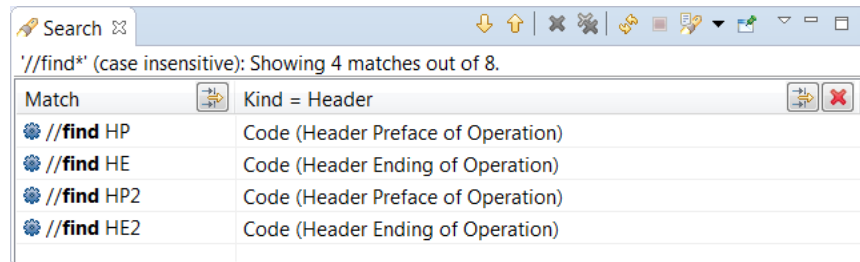 Search
'//find*' (case insensitive): Showing 4 matches out of 8.
Match Kind = Header
//find HP Code (Header Preface of Operation)
//find HE Code (Header Ending of Operation)
//find HP2 Code (Header Preface of Operation)
//find HE2 Code (Header Ending of Operation)